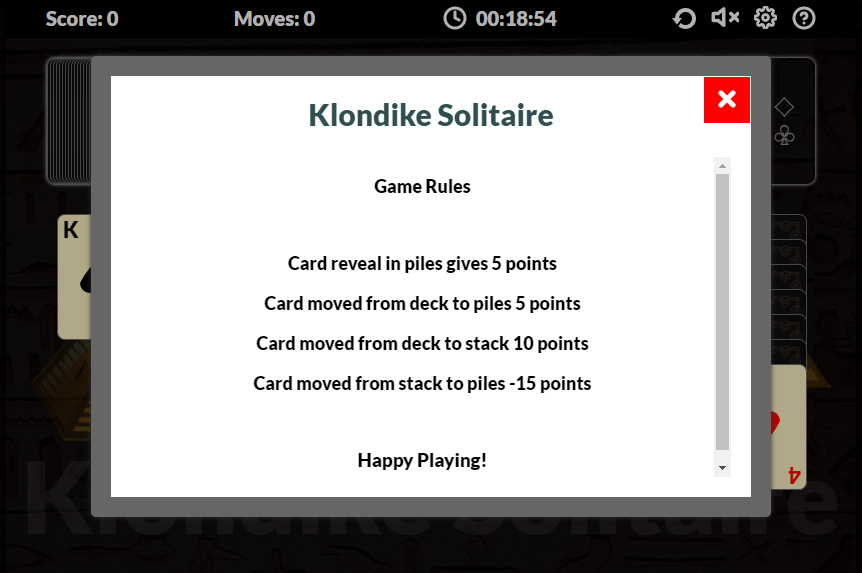 Score: 0 Moves: 0 00:18:54
Klondike Solitaire
Game Rules
Card reveal in piles gives 5 points
Card moved from deck to piles 5 points
Card moved from deck to stack 10 points
Card moved from stack to piles -15 points
Happy Playing!
K
4
Klondike Solitaire